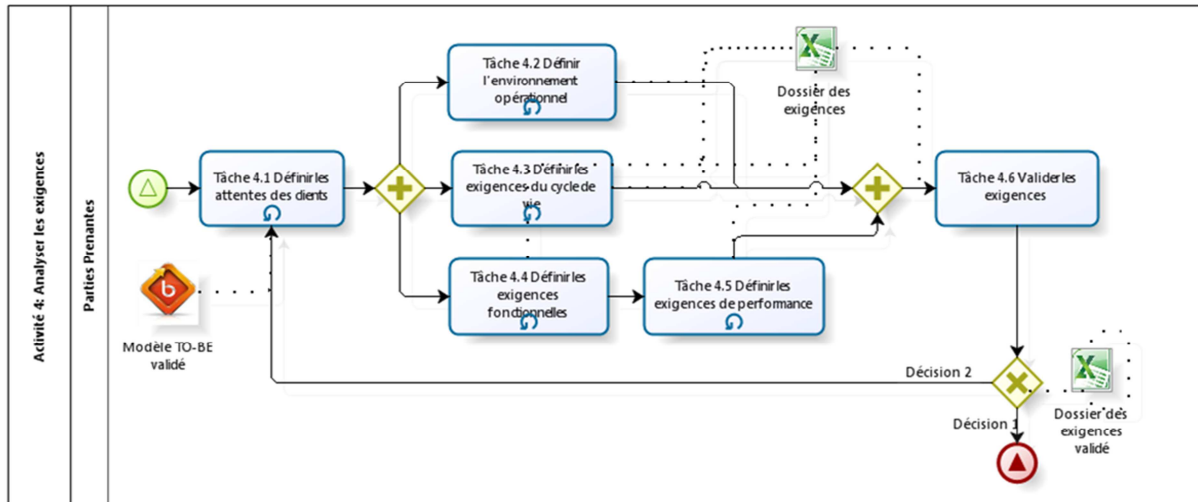 Activité 4: Analyser les exigences
Parties Prenantes
Tâche 4.1 Définir les
attentes des clients
Modèle TO-BE
validé
Tâche 4.2 Définir
l'environnement
opérationnel
Tâche 4.3 Définir les
exigences du cycle de
vie
Tâche 4.4 Définir les
exigences
fonctionnelles
Tâche 4.5 Définir les
exigences de performance
Dossier des
exigences
Tâche 4.6 Valider les
exigences
Décision 2
Décision 1
Dossier des
exigences
validé